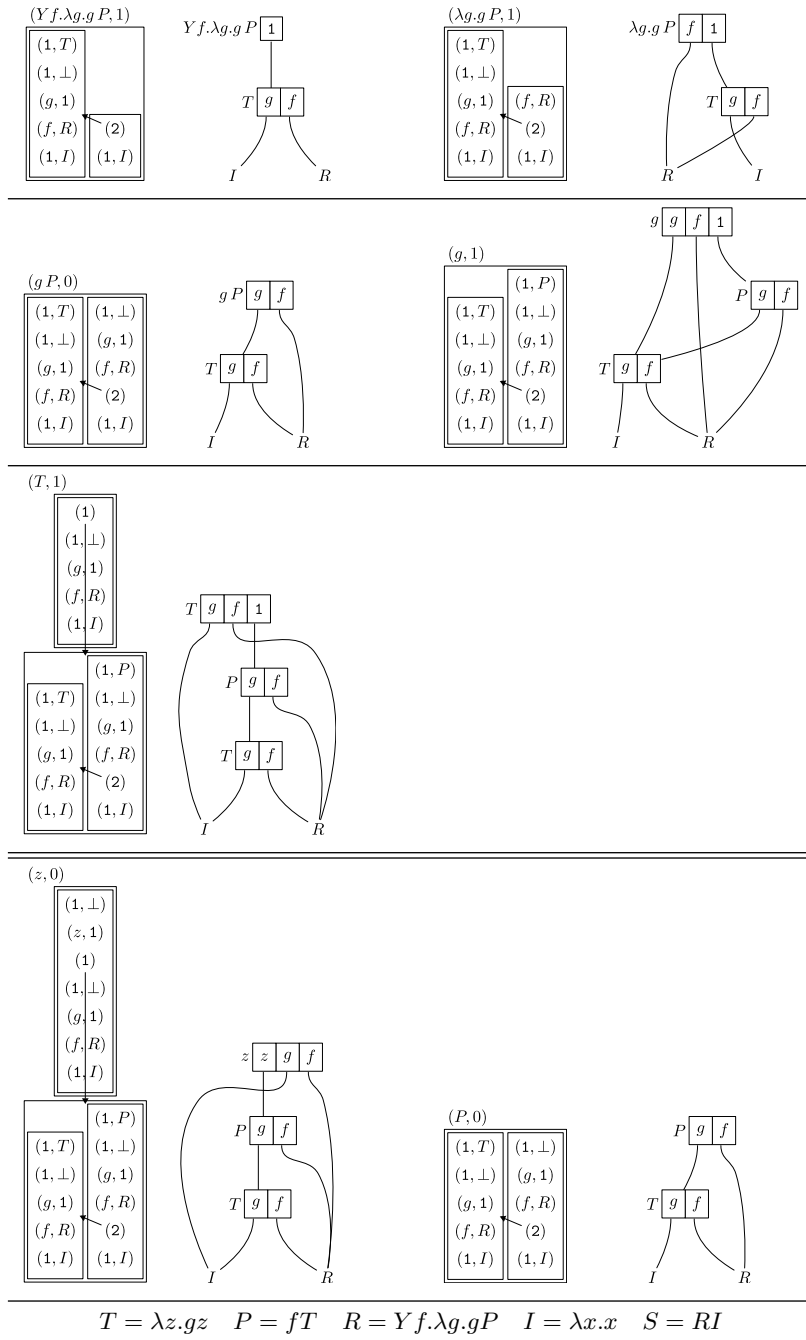 (Y f.λg.g P, 1)
(1, T)
(1, ⊥)
(g, 1)
(f, R)
(1, I)
(2)
(1, I)
Y f.λg.g P 1
T g f
I R
(λg.g P, 1)
(1, T)
(1, ⊥)
(g, 1)
(f, R)
(1, I)
(f, R)
(2)
(1, I)
λg.g P f 1
T g f
R I
(g P, 0)
(1, T)
(1, ⊥)
(g, 1)
(f, R)
(1, I)
(1, ⊥)
(g, 1)
(f, R)
(2)
(1, I)
g P g f
T g f
I R
(g, 1)
(1, T)
(1, ⊥)
(g, 1)
(f, R)
(1, I)
(1, P)
(1, ⊥)
(g, 1)
(f, R)
(2)
(1, I)
g g f 1
P g f
T g f
I R
(T, 1)
(1)
(1, ⊥)
(g, 1)
(f, R)
(1, I)
(1, T)
(1, ⊥)
(g, 1)
(f, R)
(1, I)
(1, P)
(1, ⊥)
(g, 1)
(f, R)
(2)
(1, I)
T g f 1
P g f
T g f
I R
(z, 0)
(1, ⊥)
(z, 1)
(1)
(1, ⊥)
(g, 1)
(f, R)
(1, I)
(1, T)
(1, ⊥)
(g, 1)
(f, R)
(1, I)
(1, P)
(1, ⊥)
(g, 1)
(f, R)
(2)
(1, I)
z z g f
P g f
T g f
I R
(P, 0)
(1, T)
(1, ⊥)
(g, 1)
(f, R)
(1, I)
(1, ⊥)
(g, 1)
(f, R)
(2)
(1, I)
P g f
T g f
I R
T = λz.gz P = fT R = Y f.λg.gP I = λx.x S = RI